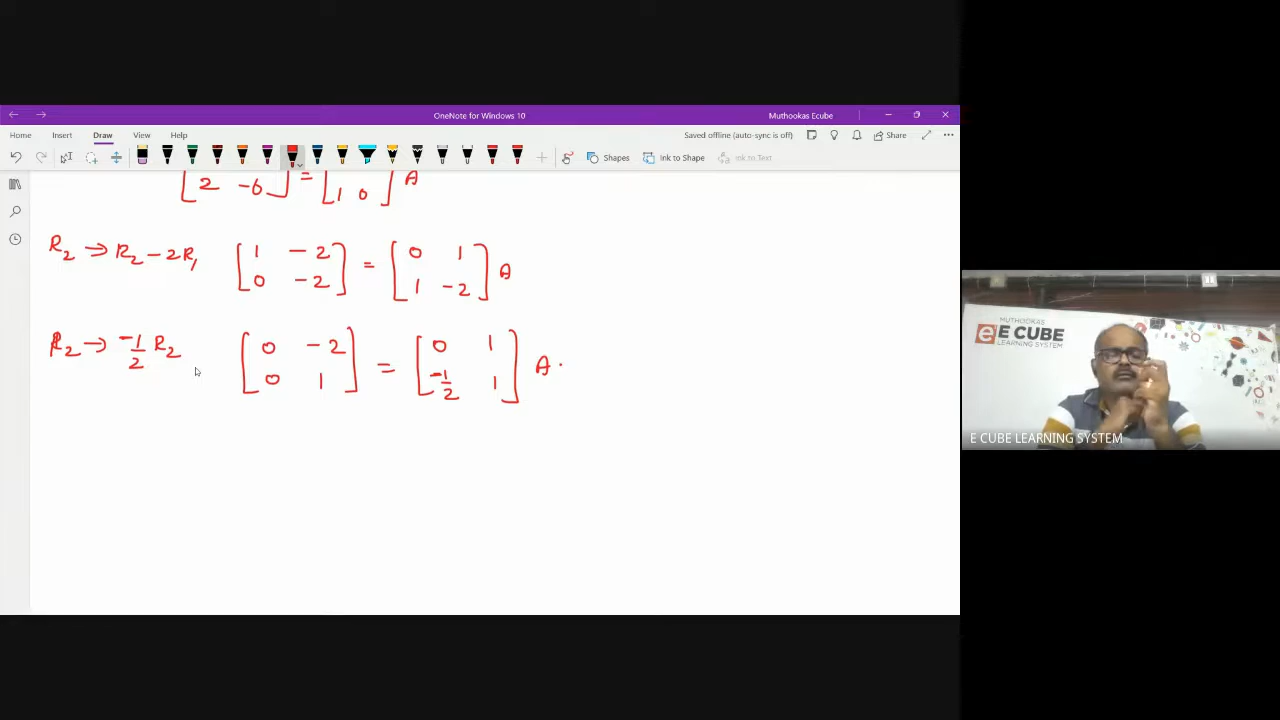 OneNote for Windows 10
Muthookas Ecube
Home Insert Draw View Help
Saved offline (auto-sync is off)
Share
Shapes
Ink to Shape
Ink to Text
[2 -6] = [1 0] A
R₂ → R₂ - 2R₁ [1 -2; 0 -2] = [0 1; 1 -2] A
R₂ → -1/2 R₂ [0 -2; 0 1] = [0 1; -1/2 1] A.
MUTHOOKAS
e E CUBE
LEARNING SYSTEM
E CUBE LEARNING SYSTEM